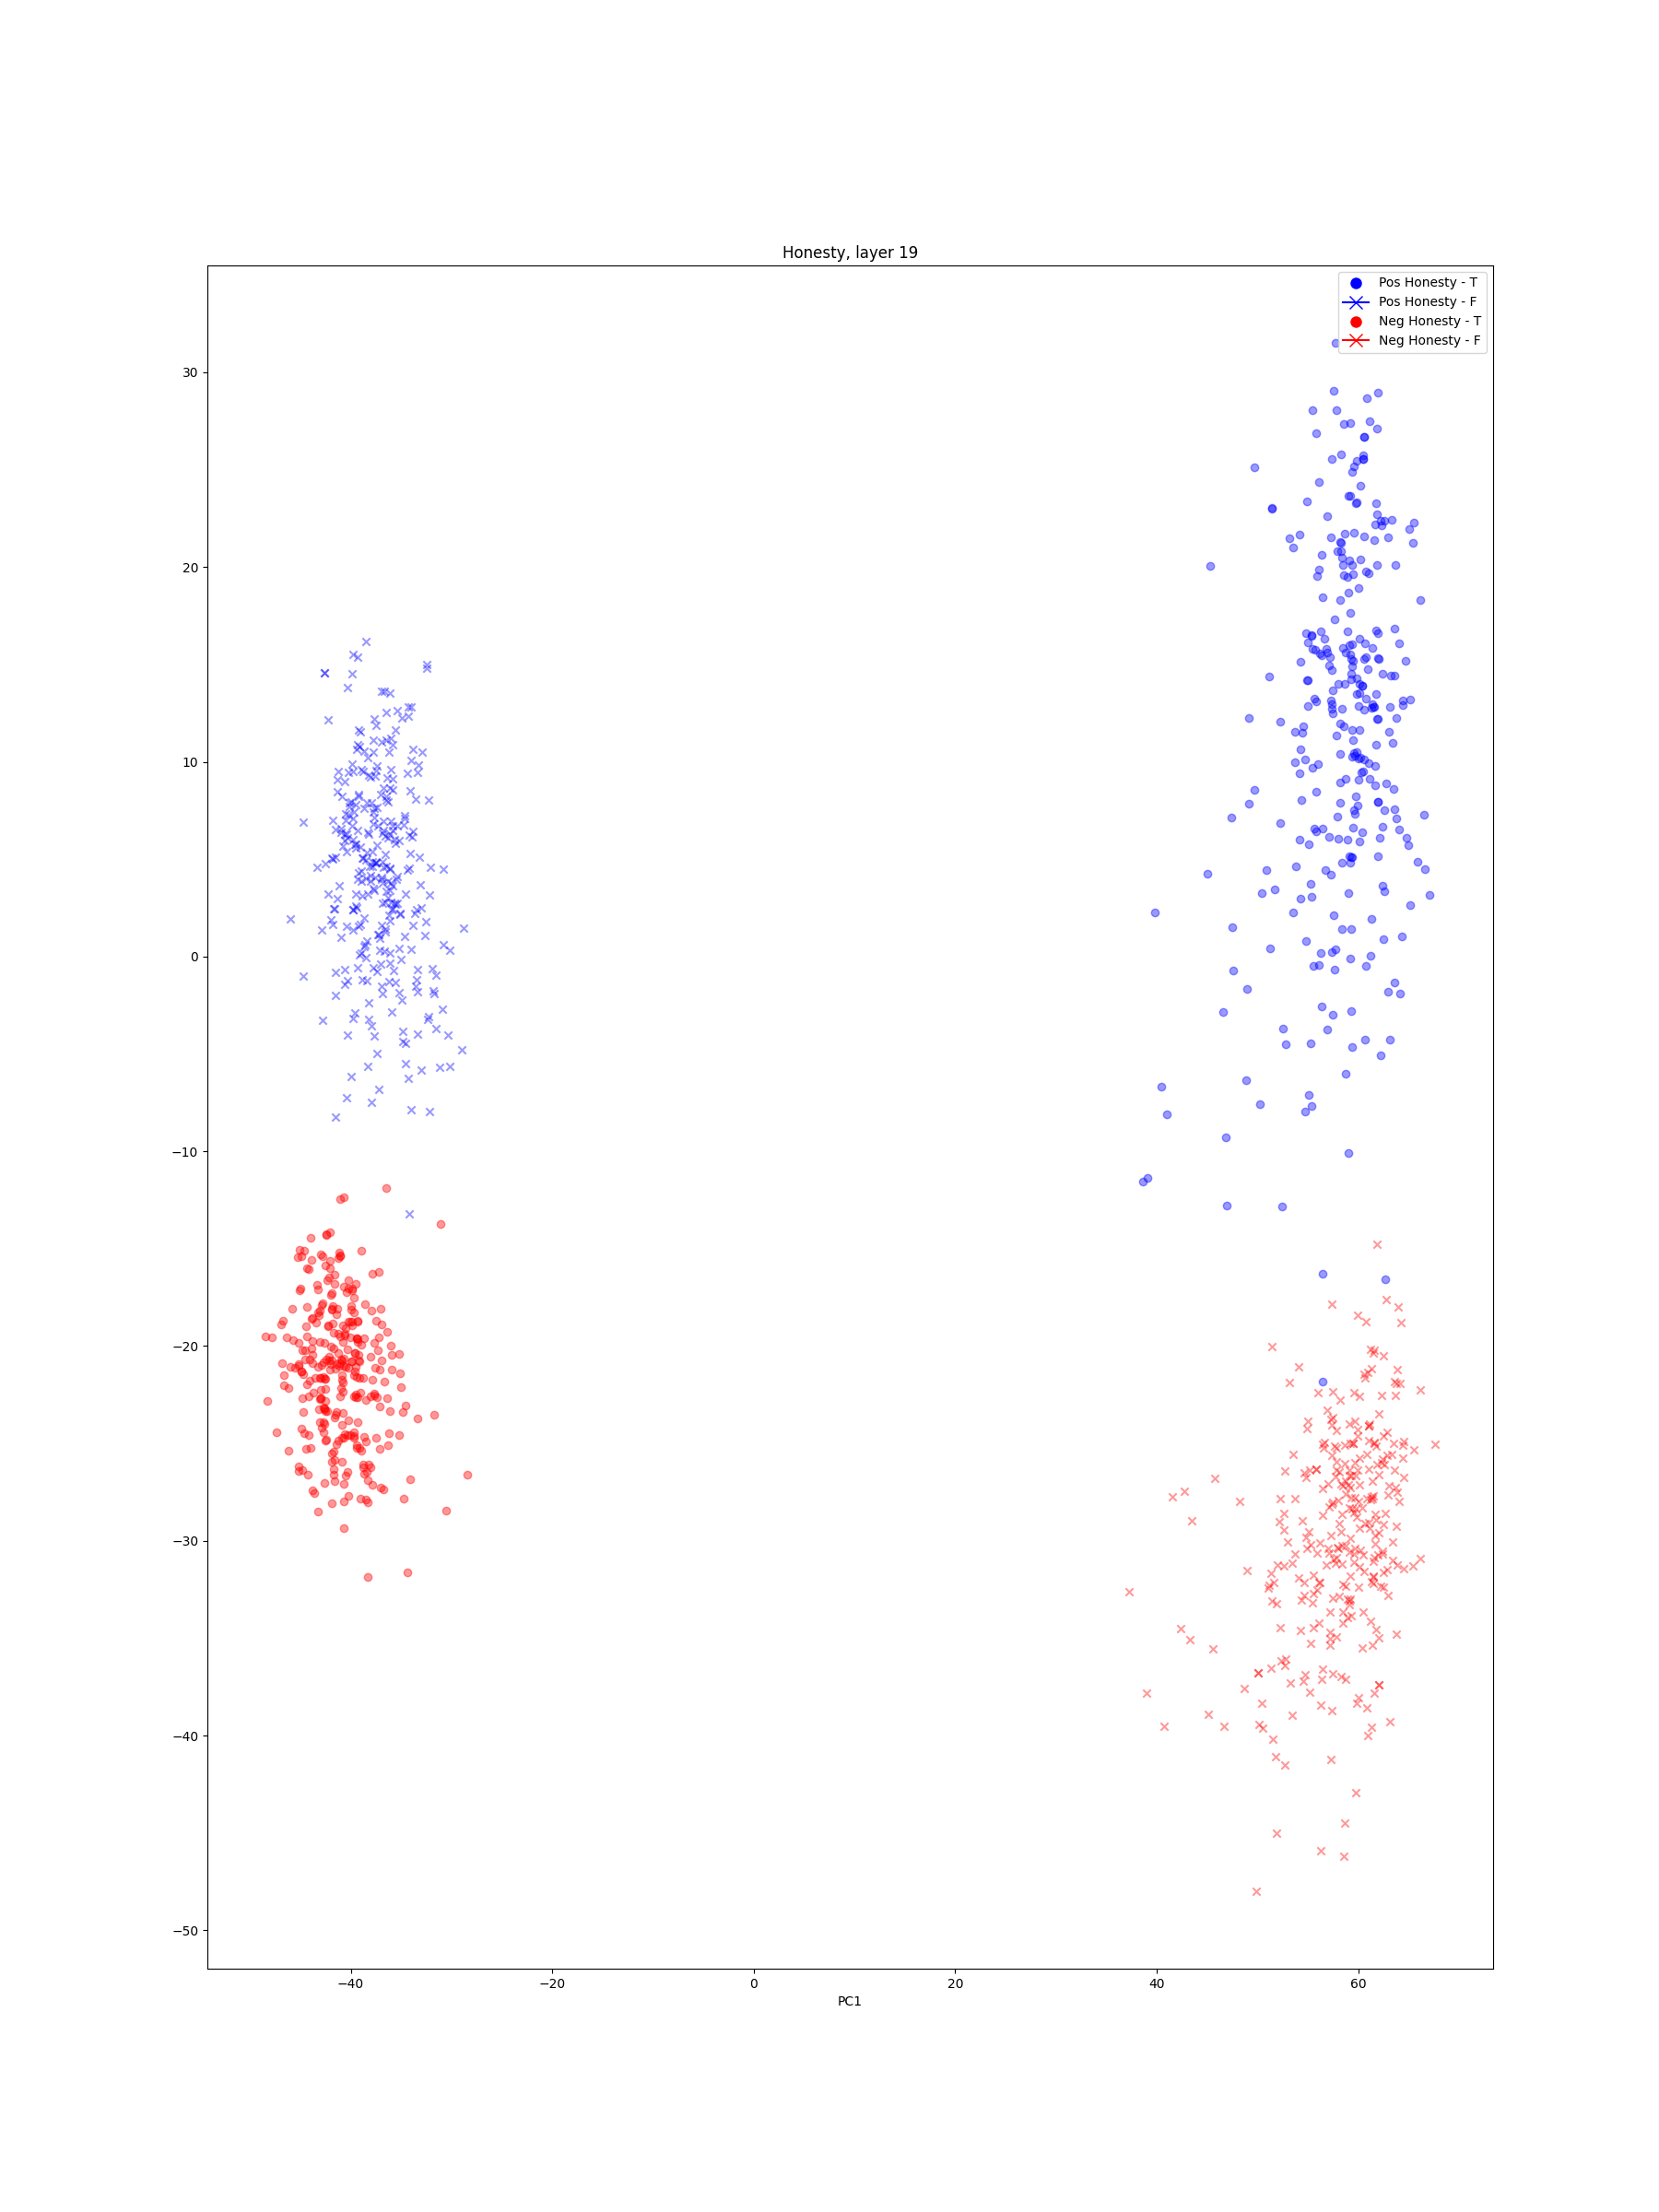 Honesty, layer 19
Pos Honesty - T
Pos Honesty - F
Neg Honesty - T
Neg Honesty - F
30
20
10
0
−10
−20
−30
−40
−50
−40
−20
0
20
40
60
PC1